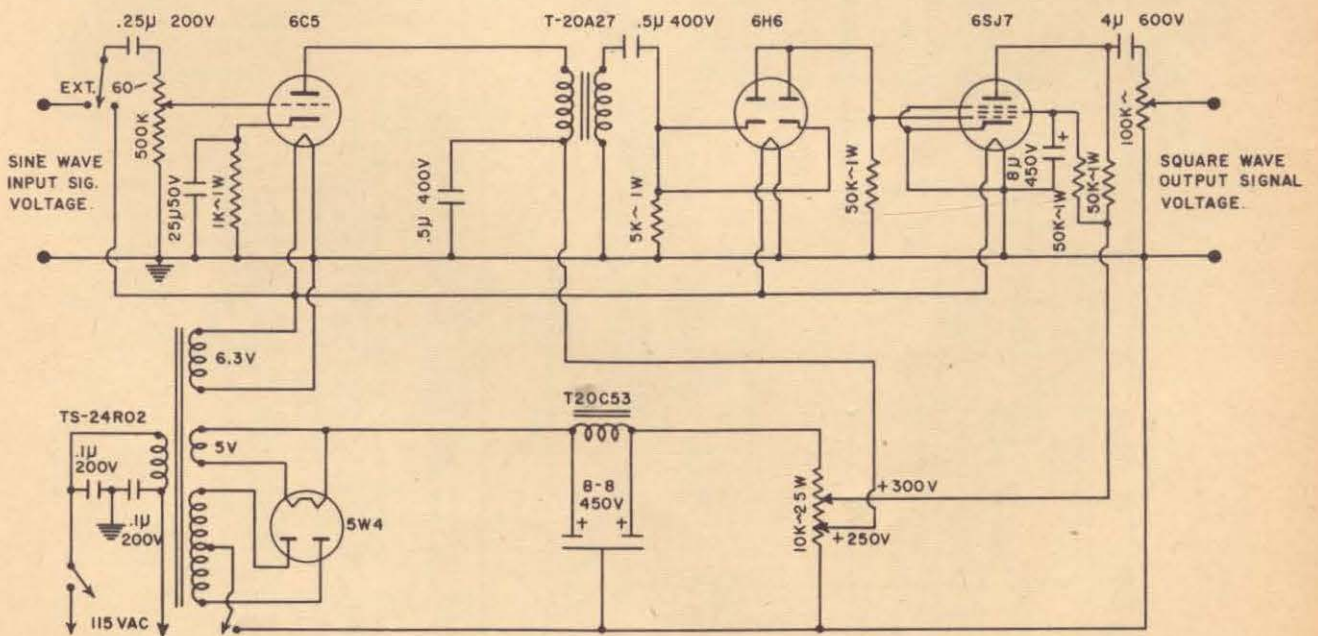 .25µ 200V
6C5
T-20A27
.5µ 400V
6H6
6SJ7
4µ 600V
EXT.
60~
500K
SINE WAVE
INPUT SIG.
VOLTAGE.
25µ50V
1K~1W
.5µ 400V
5K~1W
50K~1W
8µ
450V
+
50K~1W
50K~1W
100K~
SQUARE WAVE
OUTPUT SIGNAL
VOLTAGE.
6.3V
TS-24R02
.1µ
200V
.1µ
200V
5V
5W4
T20C53
8-8
450V
+
+
10K~25W
+300V
+250V
115 VAC